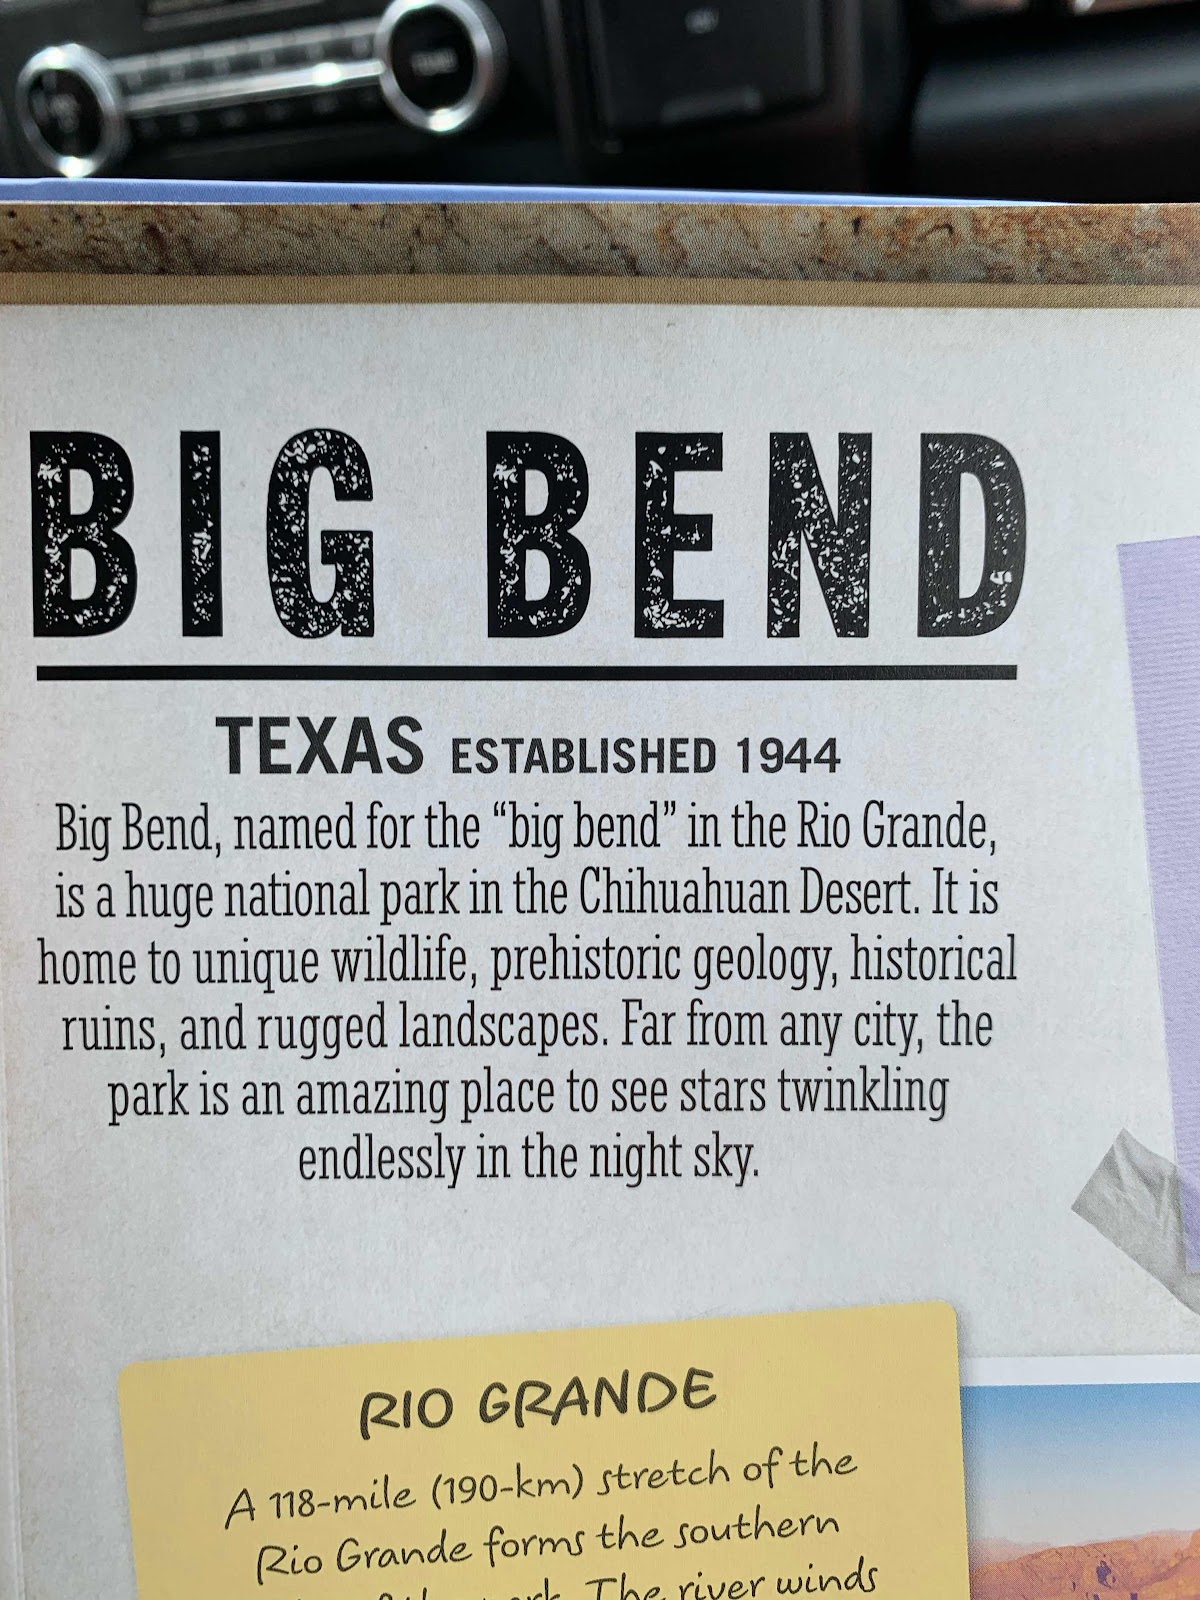 BIG BEND
TEXAS ESTABLISHED 1944
Big Bend, named for the “big bend” in the Rio Grande,
is a huge national park in the Chihuahuan Desert. It is
home to unique wildlife, prehistoric geology, historical
ruins, and rugged landscapes. Far from any city, the
park is an amazing place to see stars twinkling
endlessly in the night sky.
RIO GRANDE
A 118-mile (190-km) stretch of the
Rio Grande forms the southern
The river winds